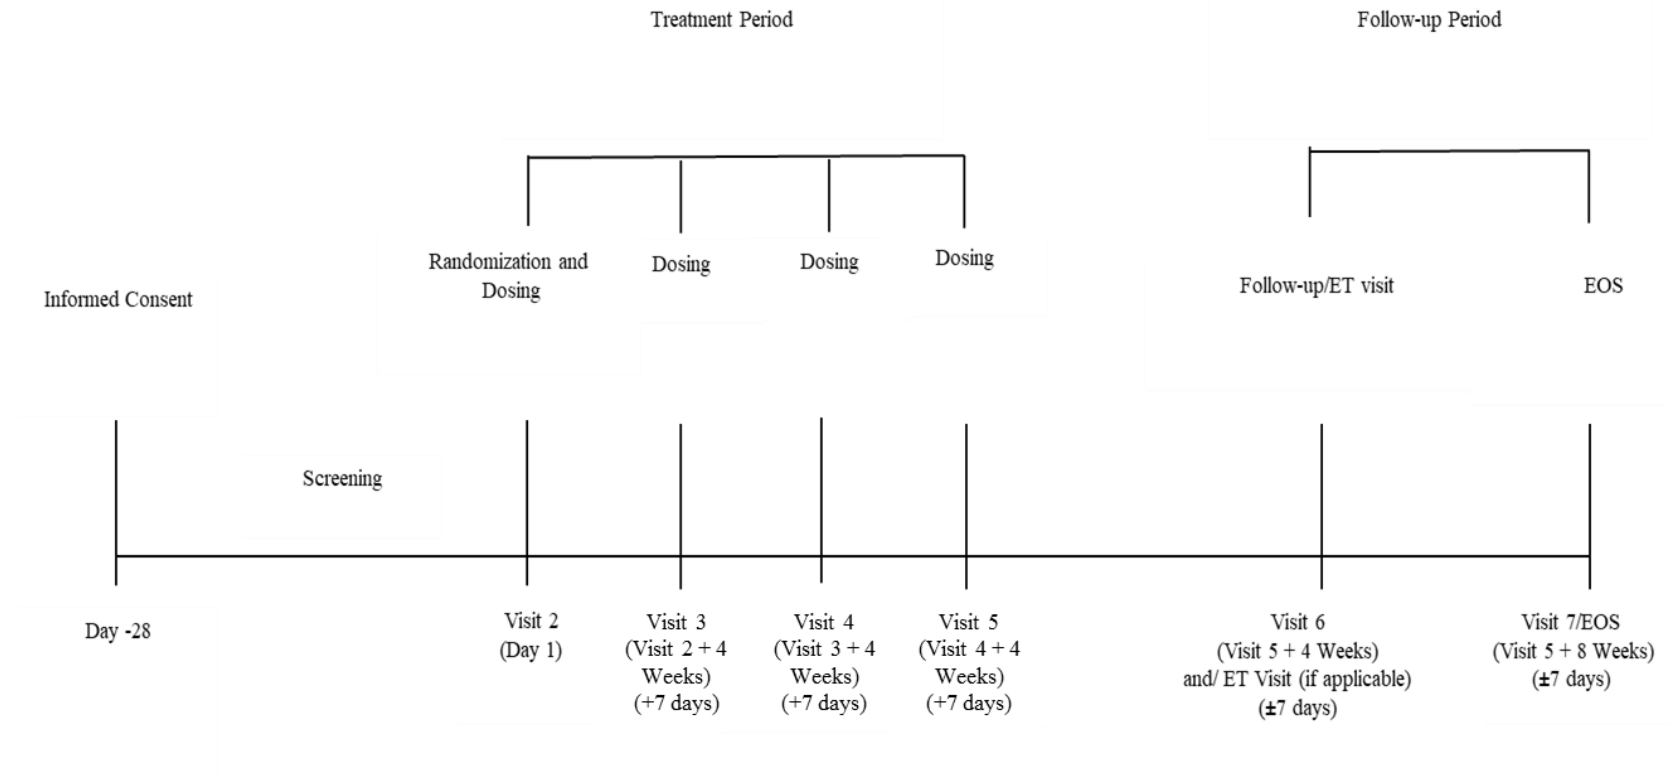 Treatment Period
Follow-up Period
Randomization and
Dosing
Dosing
Dosing
Dosing
Informed Consent
Follow-up/ET visit
EOS
Screening
Day -28
Visit 2
(Day 1)
Visit 3
(Visit 2 + 4
Weeks)
(+7 days)
Visit 4
(Visit 3 + 4
Weeks)
(+7 days)
Visit 5
(Visit 4 + 4
Weeks)
(+7 days)
Visit 6
(Visit 5 + 4 Weeks)
and/ ET Visit (if applicable)
(±7 days)
Visit 7/EOS
(Visit 5 + 8 Weeks)
(±7 days)